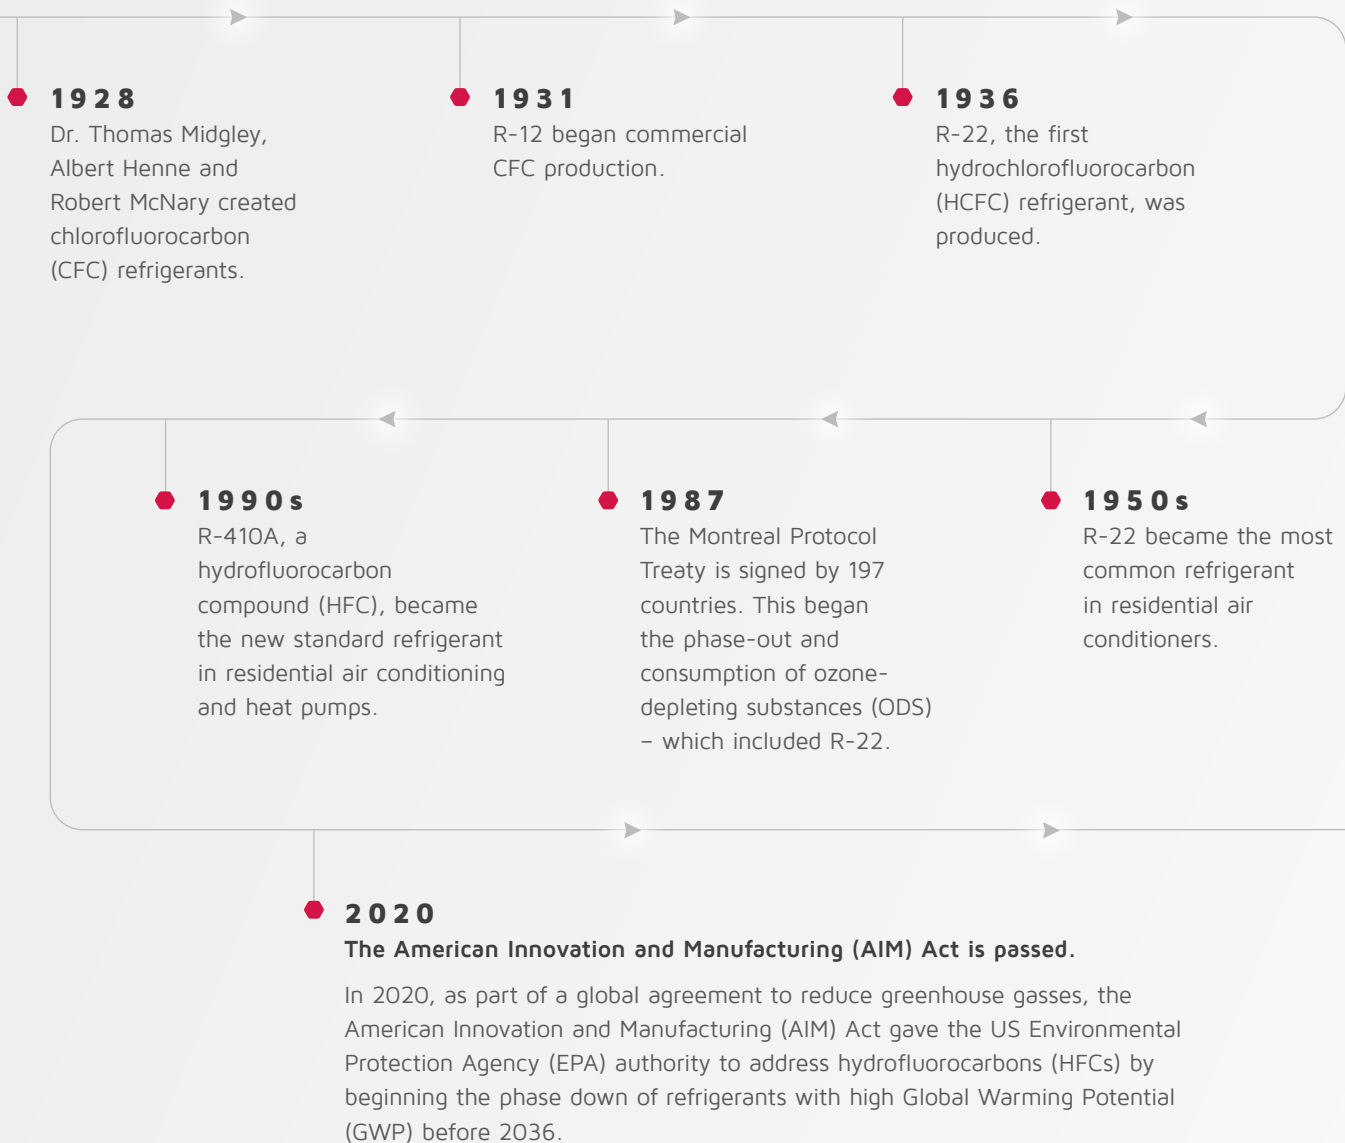 1928
Dr. Thomas Midgley,
Albert Henne and
Robert McNary created
chlorofluorocarbon
(CFC) refrigerants.
1931
R-12 began commercial
CFC production.
1936
R-22, the first
hydrochlorofluorocarbon
(HCFC) refrigerant, was
produced.
1950s
R-22 became the most
common refrigerant
in residential air
conditioners.
1987
The Montreal Protocol
Treaty is signed by 197
countries. This began
the phase-out and
consumption of ozone-
depleting substances (ODS)
– which included R-22.
1990s
R-410A, a
hydrofluorocarbon
compound (HFC), became
the new standard refrigerant
in residential air conditioning
and heat pumps.
2020
The American Innovation and Manufacturing (AIM) Act is passed.
In 2020, as part of a global agreement to reduce greenhouse gasses, the
American Innovation and Manufacturing (AIM) Act gave the US Environmental
Protection Agency (EPA) authority to address hydrofluorocarbons (HFCs) by
beginning the phase down of refrigerants with high Global Warming Potential
(GWP) before 2036.